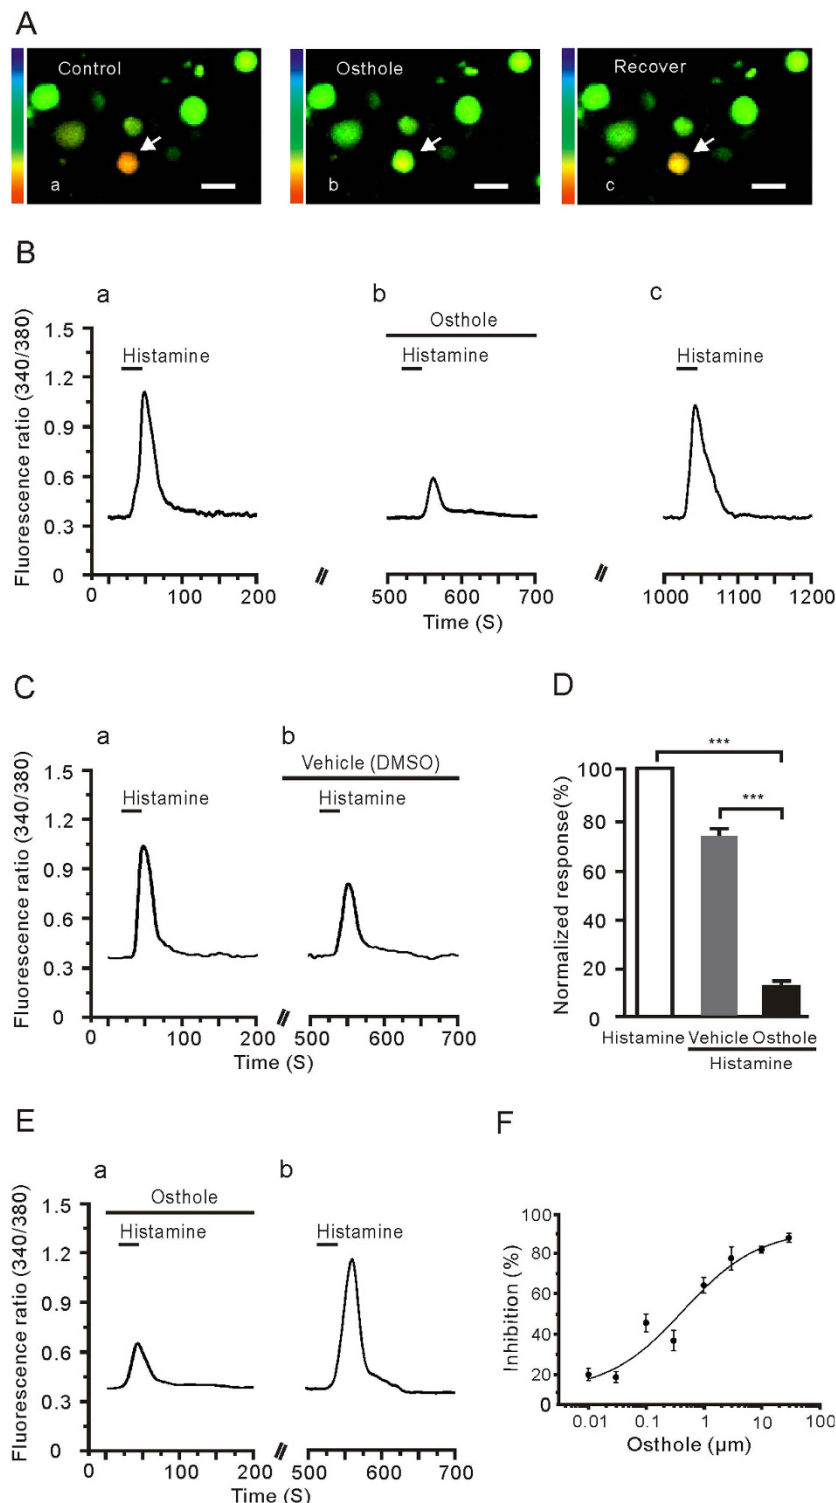 A
Control
Osthole
Recover
a
b
c
B
a
b
c
Osthole
Histamine
Histamine
Histamine
Fluorescence ratio (340/380)
1.5
1.2
0.9
0.6
0.3
0
0 100 200
500 600 700
1000 1100 1200
Time (S)
C
a
b
Vehicle (DMSO)
Histamine
Histamine
Fluorescence ratio (340/380)
1.5
1.2
0.9
0.6
0.3
0
0 100 200
500 600 700
Time (S)
D
***
***
Normalized response(%)
100
80
60
40
20
0
Histamine Vehicle Osthole
Histamine
E
a
b
Osthole
Histamine
Histamine
Fluorescence ratio (340/380)
1.5
1.2
0.9
0.6
0.3
0
0 100 200
500 600 700
Time (S)
F
Inhibition (%)
100
80
60
40
20
0
0.01 0.1 1 10 100
Osthole (μm)